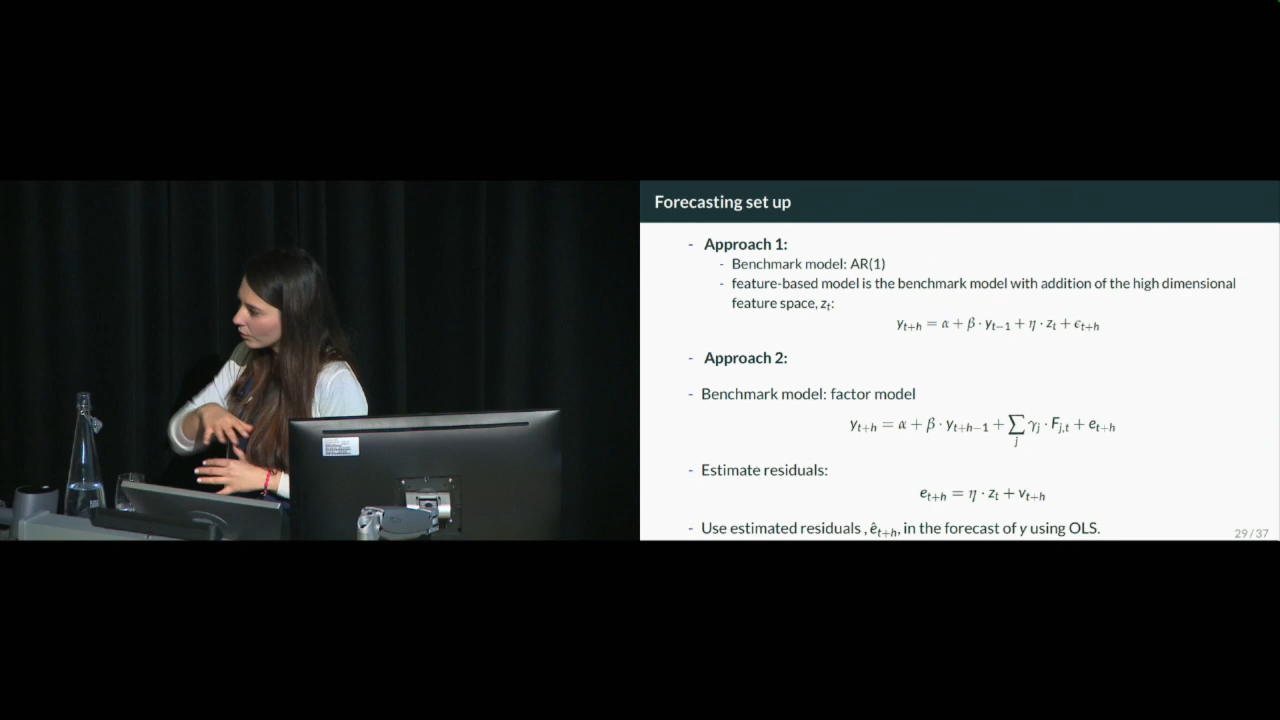 Forecasting set up
- Approach 1:
- Benchmark model: AR(1)
- feature-based model is the benchmark model with addition of the high dimensional
feature space, z_t:
y_{t+h} = α + β · y_{t−1} + η · z_t + ϵ_{t+h}
- Approach 2:
- Benchmark model: factor model
y_{t+h} = α + β · y_{t+h−1} + ∑_j γ_j · F_{j,t} + e_{t+h}
- Estimate residuals:
e_{t+h} = η · z_t + v_{t+h}
- Use estimated residuals , ê_{t+h}, in the forecast of y using OLS.
29 / 37